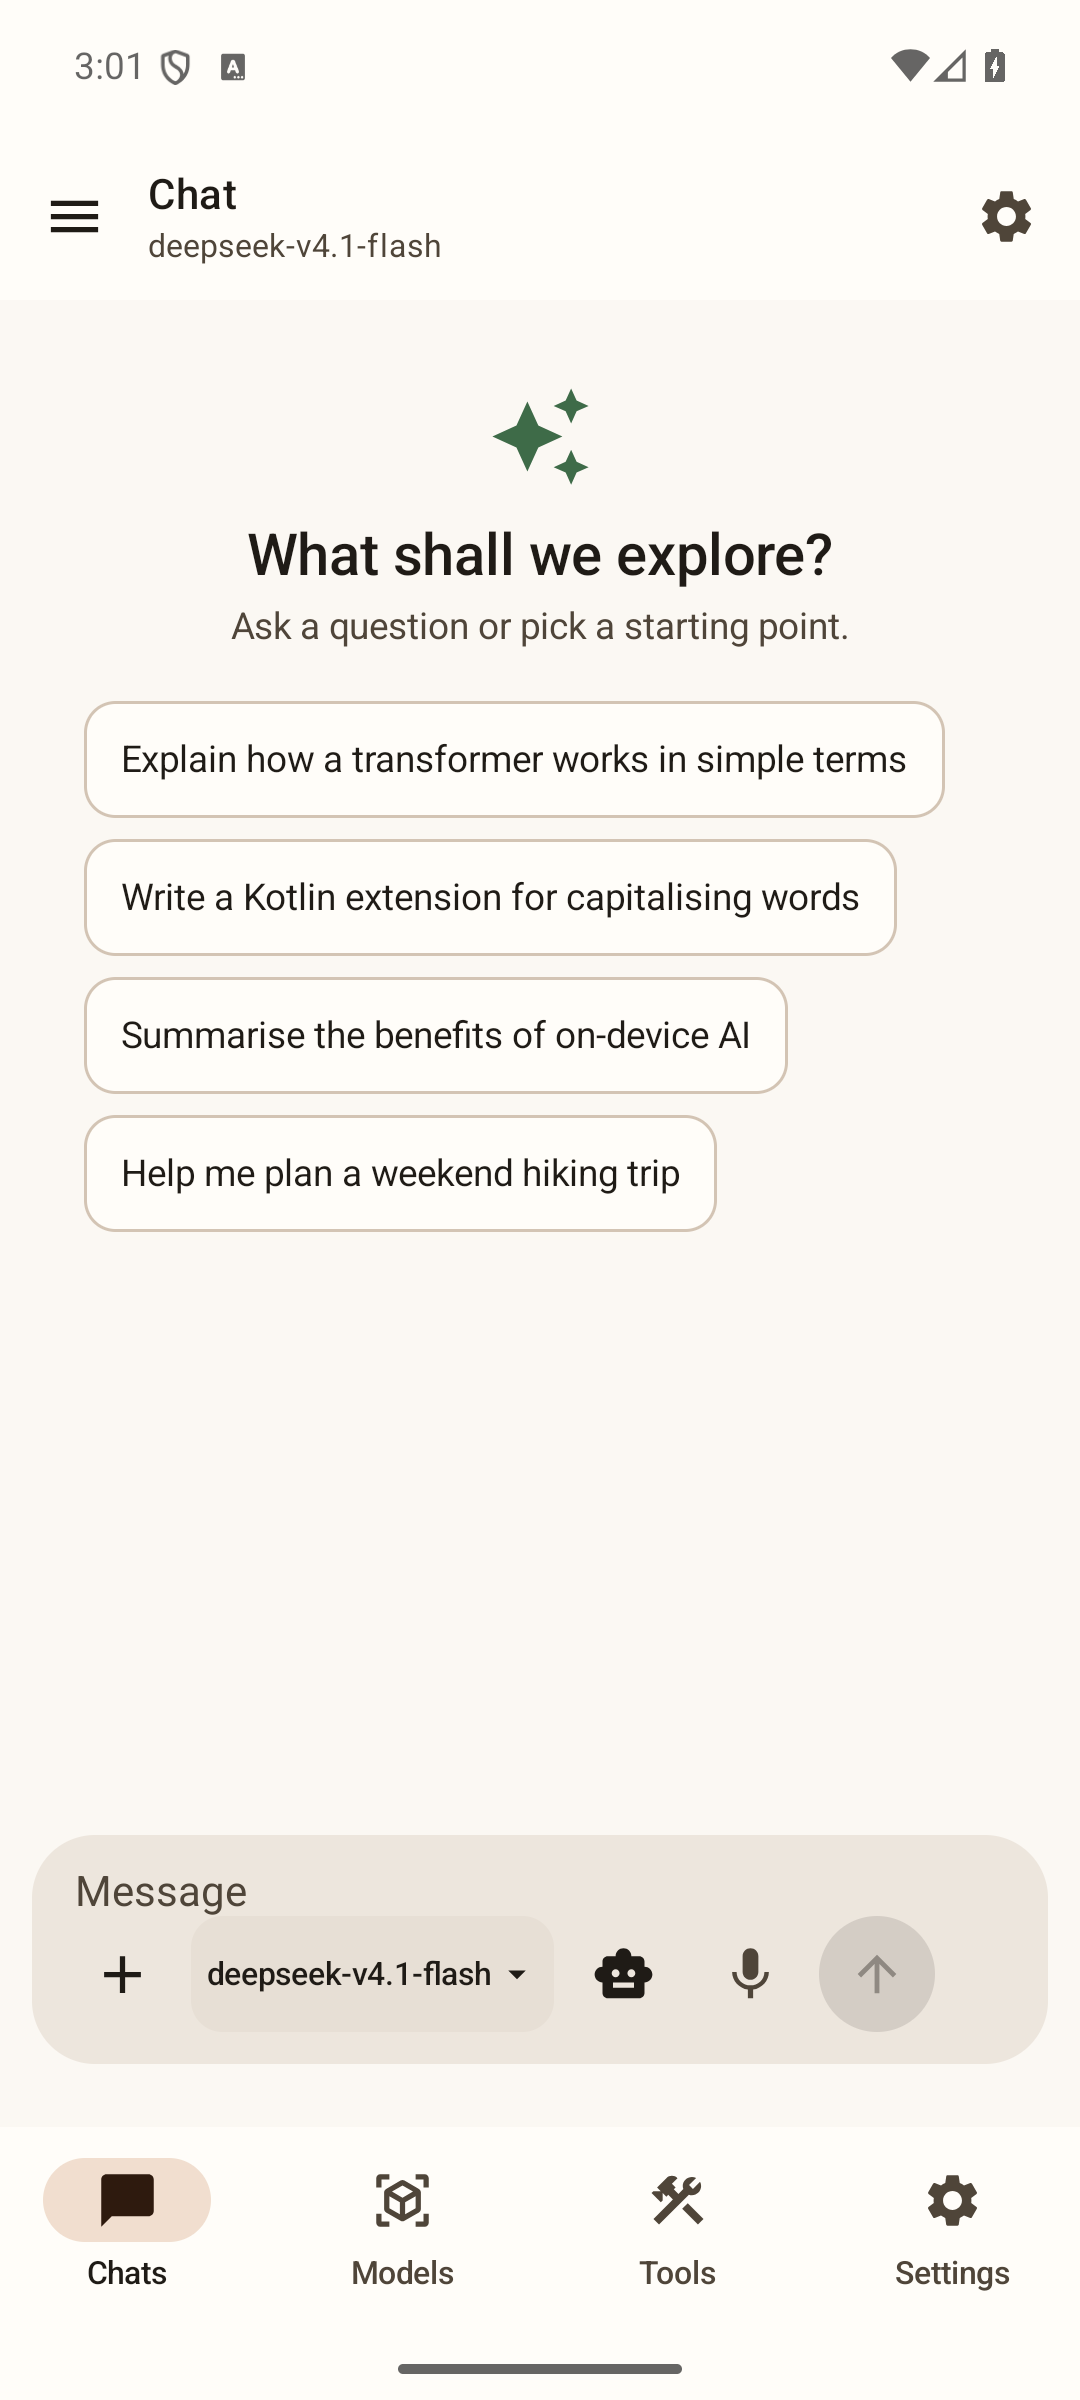 3:01
Chat
deepseek-v4.1-flash
What shall we explore?
Ask a question or pick a starting point.
Explain how a transformer works in simple terms
Write a Kotlin extension for capitalising words
Summarise the benefits of on-device AI
Help me plan a weekend hiking trip
Message
deepseek-v4.1-flash
Chats
Models
Tools
Settings